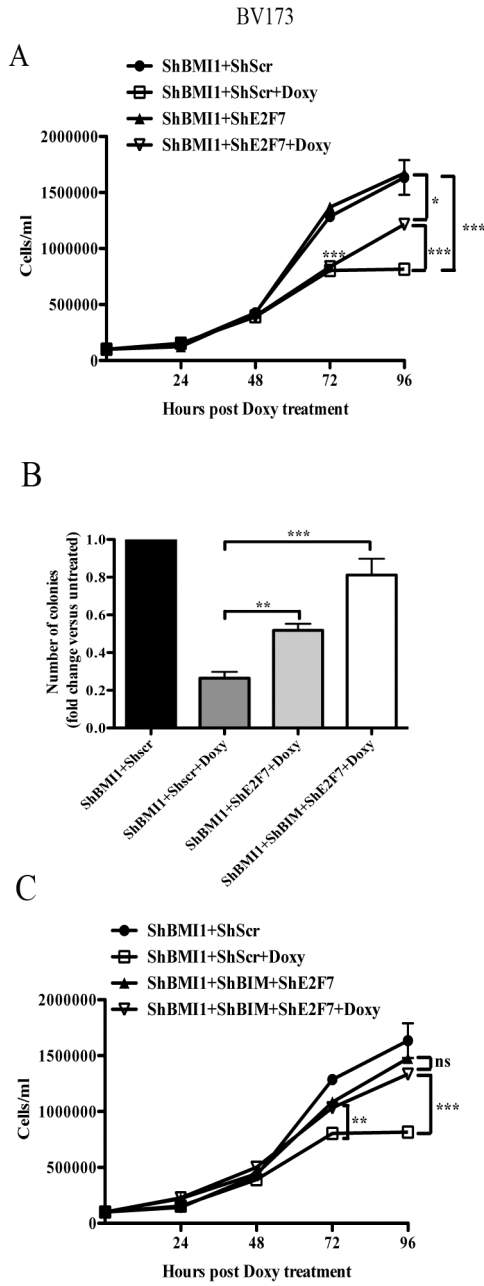 BV173
A
ShBMI1+ShScr
ShBMI1+ShScr+Doxy
ShBMI1+ShE2F7
ShBMI1+ShE2F7+Doxy
2000000
1500000
1000000
500000
0
Cells/ml
***
*
***
***
24 48 72 96
Hours post Doxy treatment
B
Number of colonies
(fold change versus untreated)
1.0
0.8
0.6
0.4
0.2
0.0
***
**
ShBMI1+Shscr
ShBMI1+Shscr+Doxy
ShBMI1+ShE2F7+Doxy
ShBMI1+ShBIM+ShE2F7+Doxy
C
ShBMI1+ShScr
ShBMI1+ShScr+Doxy
ShBMI1+ShBIM+ShE2F7
ShBMI1+ShBIM+ShE2F7+Doxy
2000000
1500000
1000000
500000
0
Cells/ml
ns
**
***
24 48 72 96
Hours post Doxy treatment